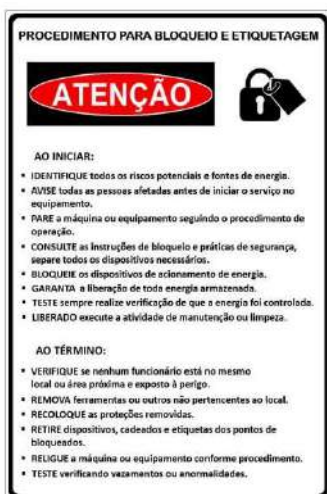 PROCEDIMENTO PARA BLOQUEIO E ETIQUETAGEM
ATENÇÃO
AO INICIAR:
▪ IDENTIFIQUE todos os riscos potenciais e fontes de energia.
▪ AVISE todas as pessoas afetadas antes de iniciar o serviço no
equipamento.
▪ PARE a máquina ou equipamento seguindo o procedimento de
operação.
▪ CONSULTE as instruções de bloqueio e práticas de segurança,
separe todos os dispositivos necessários.
▪ BLOQUEIE os dispositivos de acionamento de energia.
▪ GARANTA a liberação de toda energia armazenada.
▪ TESTE sempre realize verificação de que a energia foi controlada.
▪ LIBERADO execute a atividade de manutenção ou limpeza.
AO TÉRMINO:
▪ VERIFIQUE se nenhum funcionário está no mesmo
local ou área próxima e exposto à perigo.
▪ REMOVA ferramentas ou outros não pertencentes ao local.
▪ RECOLOQUE as proteções removidas.
▪ RETIRE dispositivos, cadeados e etiquetas dos pontos de
bloqueados.
▪ RELIGUE a máquina ou equipamento conforme procedimento.
▪ TESTE verificando vazamentos ou anormalidades.